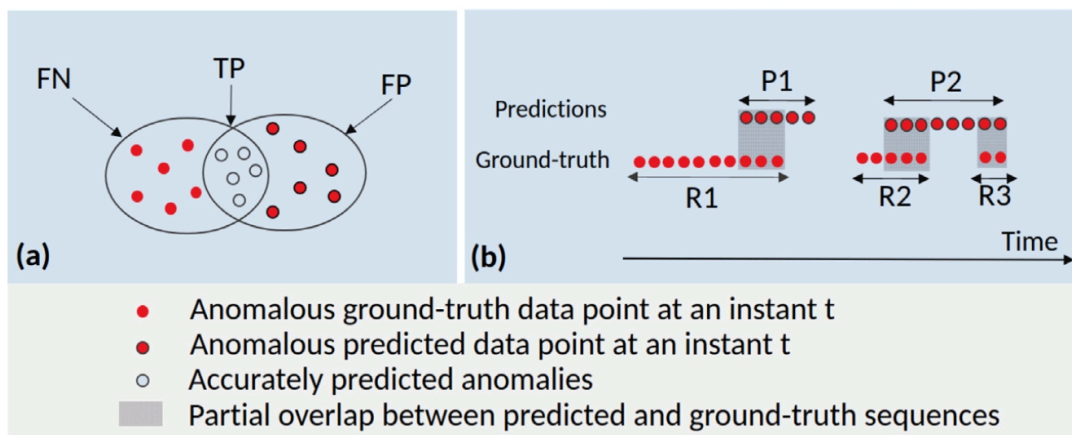 FN
TP
FP
(a)
P1
P2
Predictions
Ground-truth
R1
R2
R3
(b)
Time
Anomalous ground-truth data point at an instant t
Anomalous predicted data point at an instant t
Accurately predicted anomalies
Partial overlap between predicted and ground-truth sequences